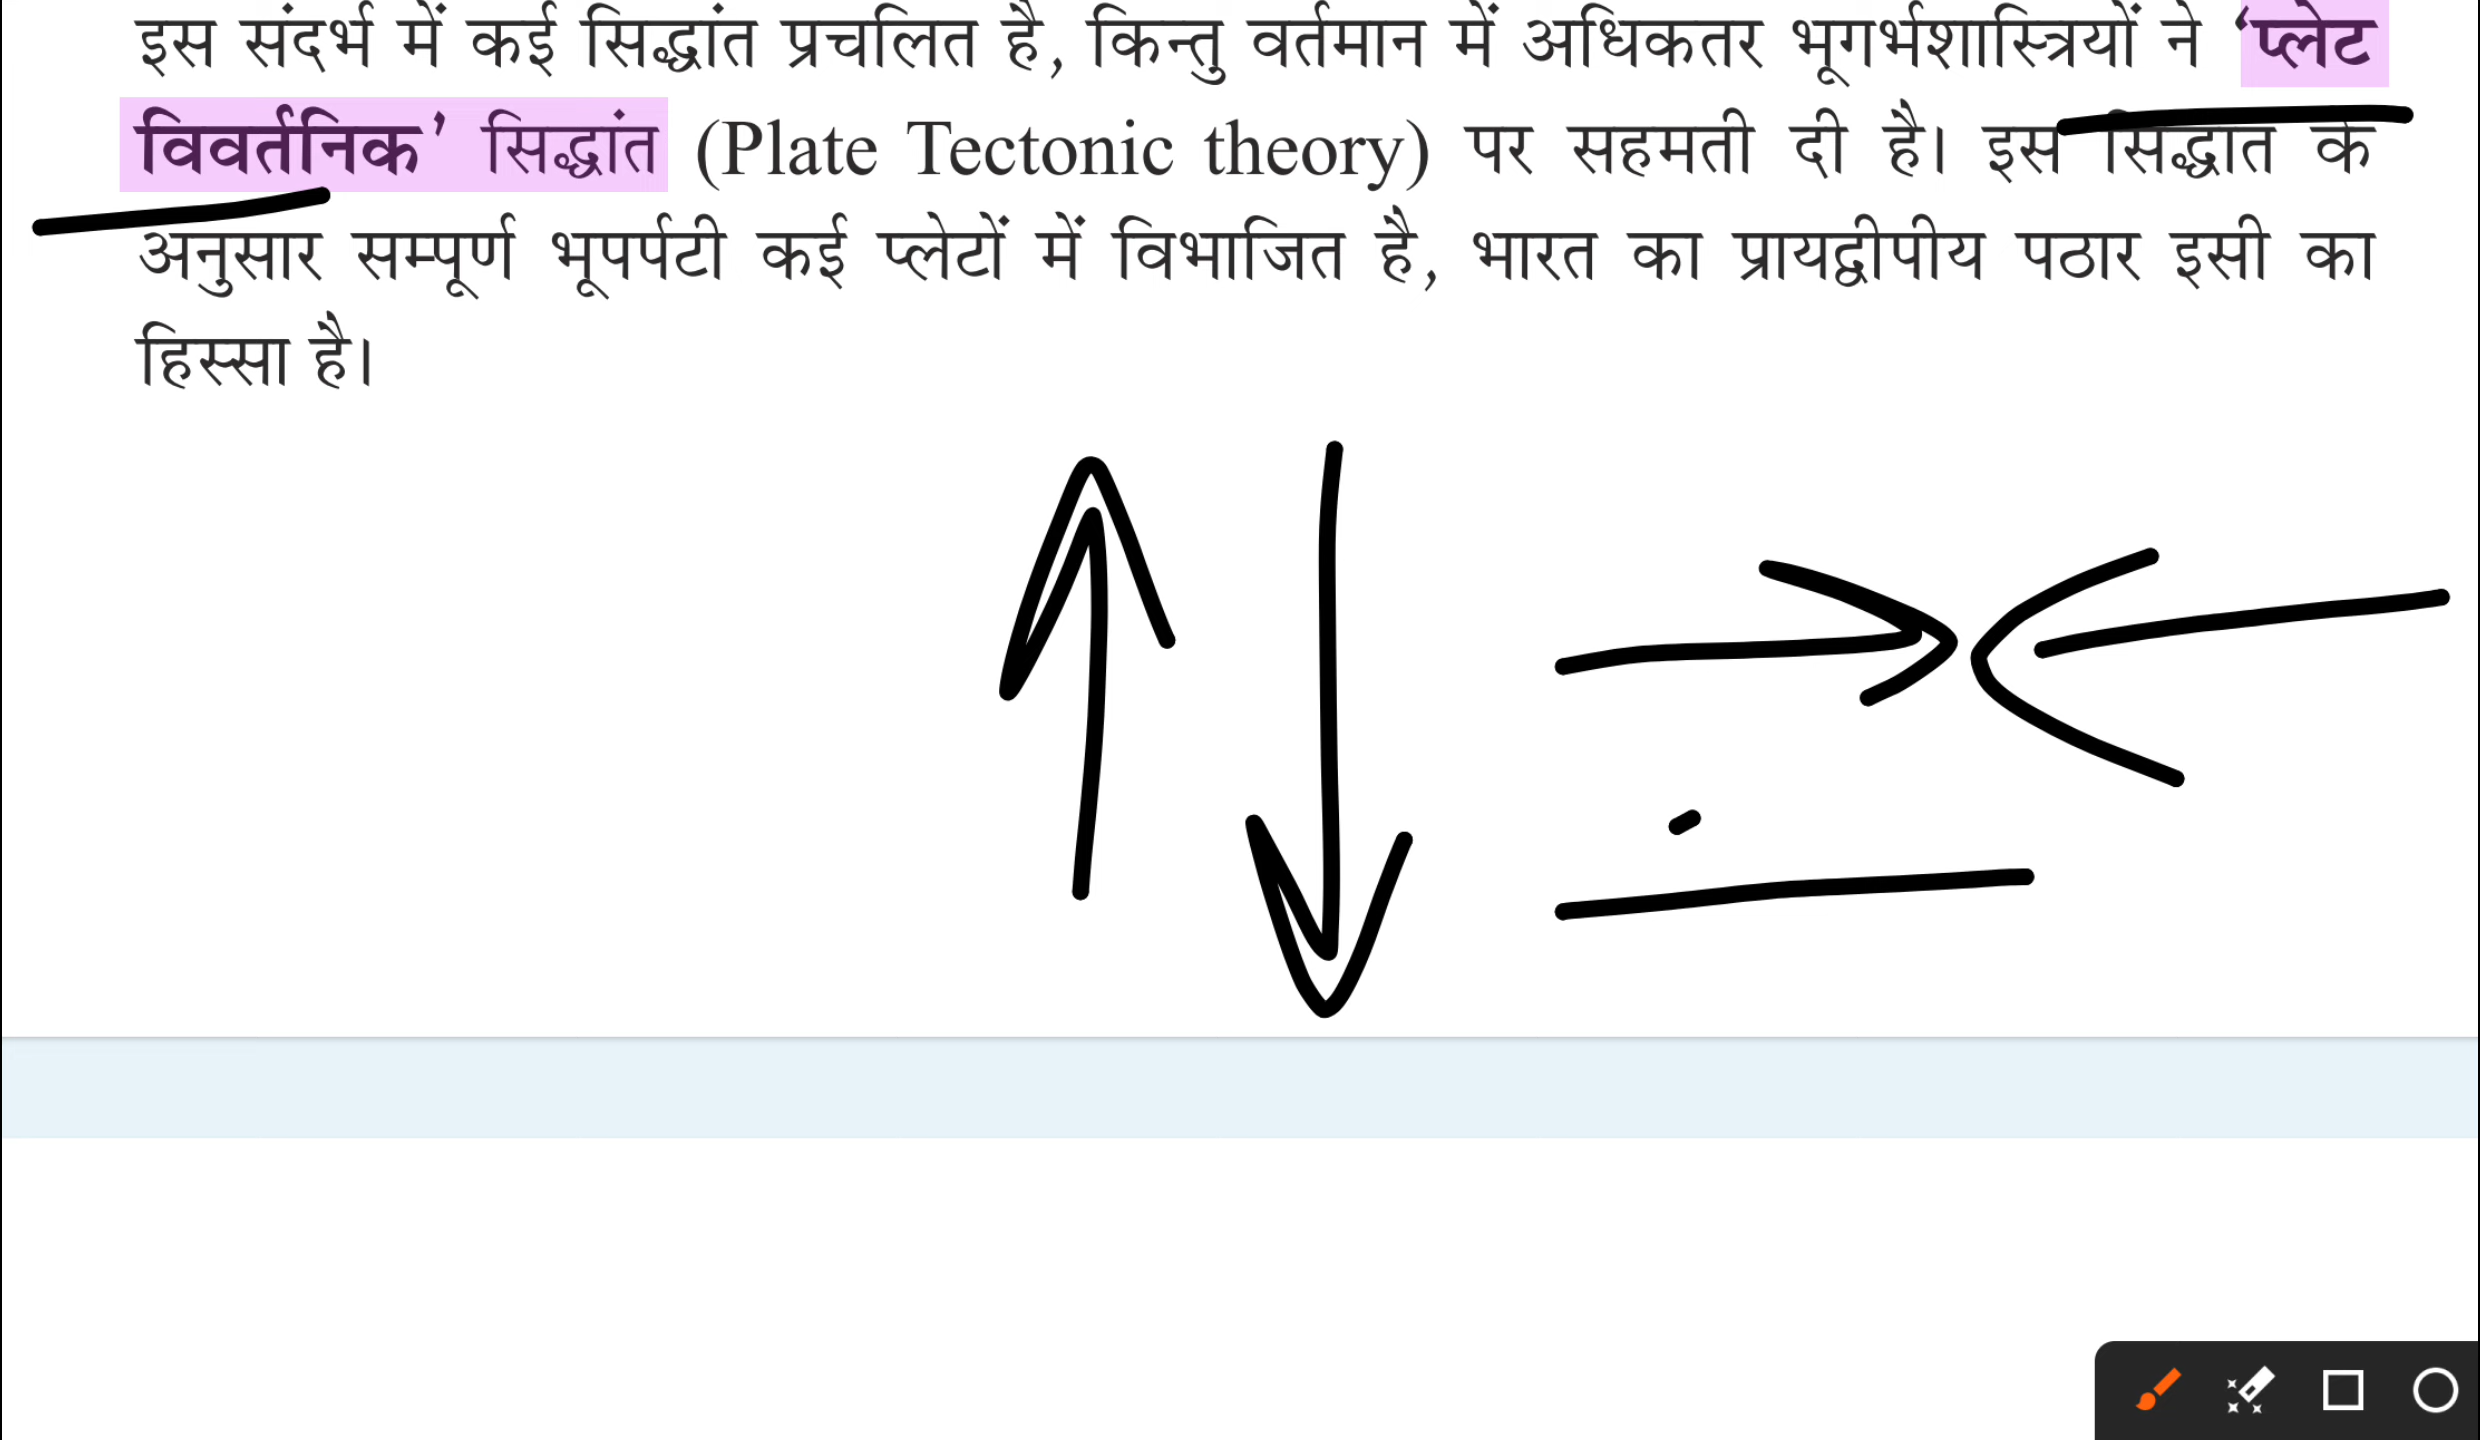 इस संदर्भ में कई सिद्धांत प्रचलित है, किन्तु वर्तमान में अधिकतर भूगर्भशास्त्रियों ने ‘प्लेट
विवर्तनिक’ सिद्धांत (Plate Tectonic theory) पर सहमती दी है। इस सिद्धांत के
अनुसार सम्पूर्ण भूपर्पटी कई प्लेटों में विभाजित है, भारत का प्रायद्वीपीय पठार इसी का
हिस्सा है।